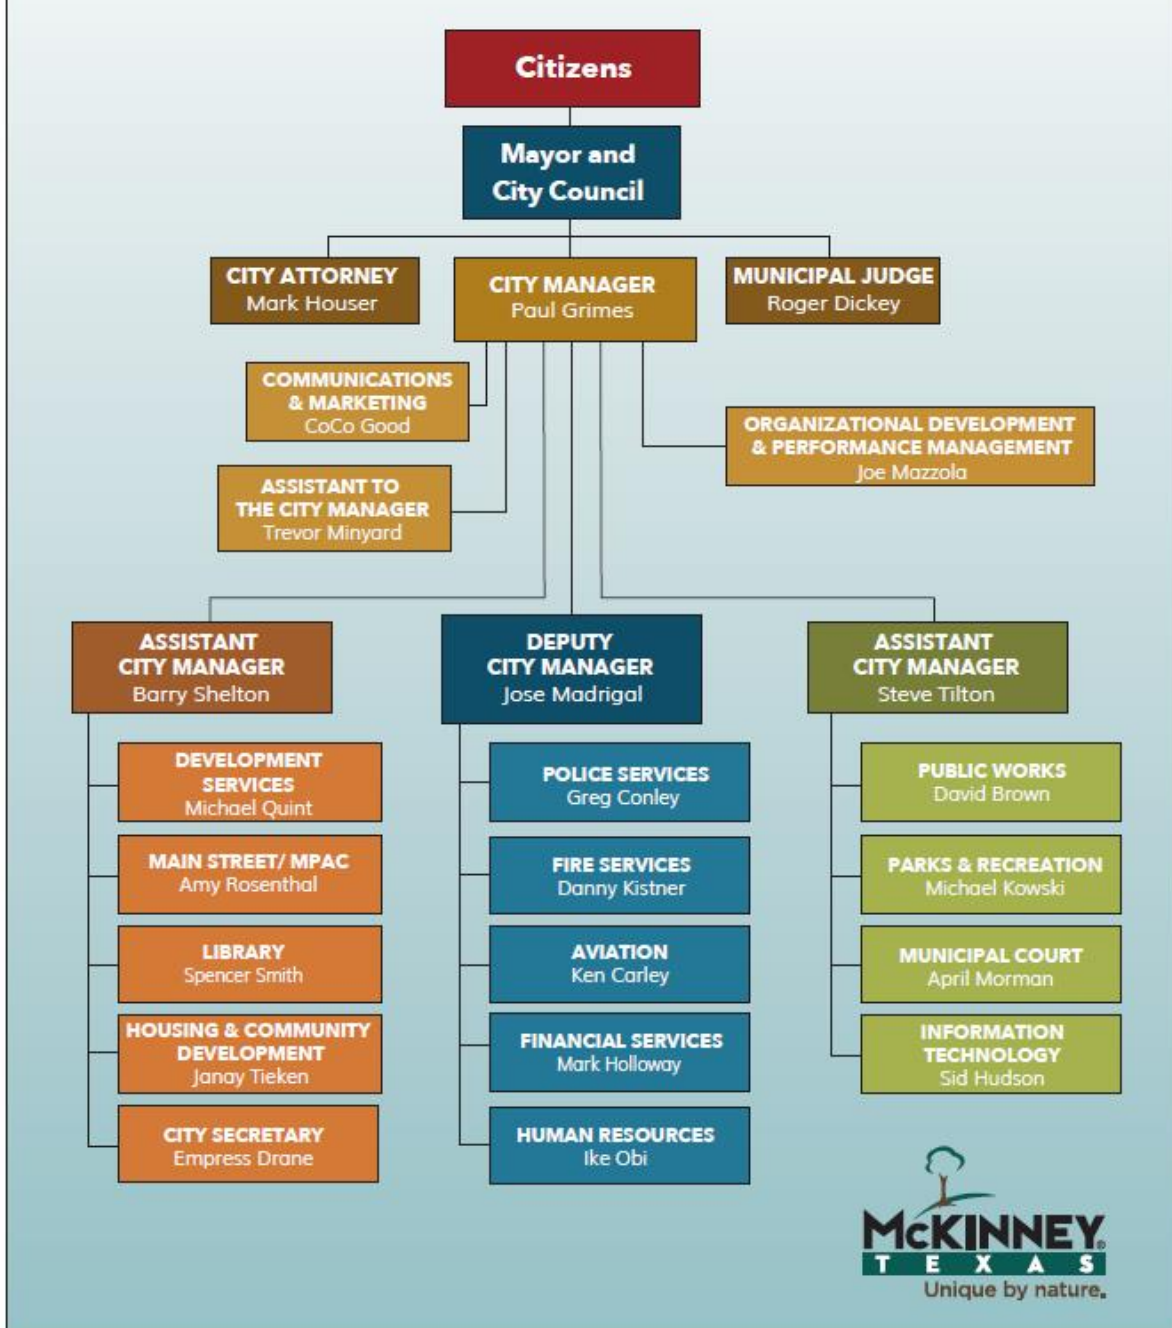 Citizens
Mayor and
City Council
CITY ATTORNEY
Mark Houser
CITY MANAGER
Paul Grimes
MUNICIPAL JUDGE
Roger Dickey
COMMUNICATIONS
& MARKETING
CoCo Good
ORGANIZATIONAL DEVELOPMENT
& PERFORMANCE MANAGEMENT
Joe Mazzola
ASSISTANT TO
THE CITY MANAGER
Trevor Minyard
ASSISTANT
CITY MANAGER
Barry Shelton
DEVELOPMENT
SERVICES
Michael Quint
MAIN STREET/ MPAC
Amy Rosenthal
LIBRARY
Spencer Smith
HOUSING & COMMUNITY
DEVELOPMENT
Janay Tieken
CITY SECRETARY
Empress Drane
DEPUTY
CITY MANAGER
Jose Madrigal
POLICE SERVICES
Greg Conley
FIRE SERVICES
Danny Kistner
AVIATION
Ken Carley
FINANCIAL SERVICES
Mark Holloway
HUMAN RESOURCES
Ike Obi
ASSISTANT
CITY MANAGER
Steve Tilton
PUBLIC WORKS
David Brown
PARKS & RECREATION
Michael Kowski
MUNICIPAL COURT
April Morman
INFORMATION
TECHNOLOGY
Sid Hudson
McKINNEY®
TEXAS
Unique by nature.